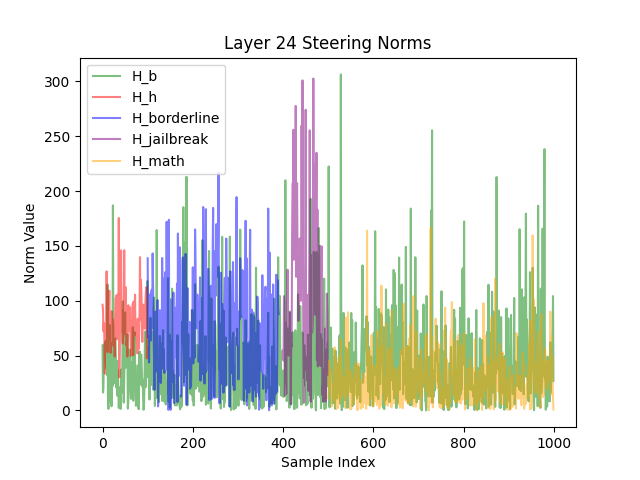 Layer 24 Steering Norms
H_b
H_h
H_borderline
H_jailbreak
H_math
Norm Value
300
250
200
150
100
50
0
0 200 400 600 800 1000
Sample Index